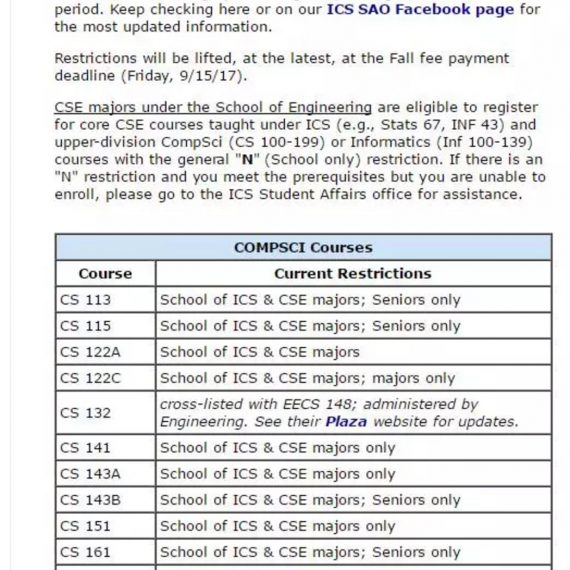 period. Keep checking here or on our ICS SAO Facebook page for
the most updated information.
Restrictions will be lifted, at the latest, at the Fall fee payment
deadline (Friday, 9/15/17).
CSE majors under the School of Engineering are eligible to register
for core CSE courses taught under ICS (e.g., Stats 67, INF 43) and
upper-division CompSci (CS 100-199) or Informatics (Inf 100-139)
courses with the general "N" (School only) restriction. If there is an
"N" restriction and you meet the prerequisites but you are unable to
enroll, please go to the ICS Student Affairs office for assistance.
COMPSCI Courses
Course Current Restrictions
CS 113 School of ICS & CSE majors; Seniors only
CS 115 School of ICS & CSE majors; Seniors only
CS 122A School of ICS & CSE majors
CS 122C School of ICS & CSE majors; majors only
CS 132 cross-listed with EECS 148; administered by
Engineering. See their Plaza website for updates.
CS 141 School of ICS & CSE majors only
CS 143A School of ICS & CSE majors only
CS 143B School of ICS & CSE majors; Seniors only
CS 151 School of ICS & CSE majors only
CS 161 School of ICS & CSE majors; Seniors only